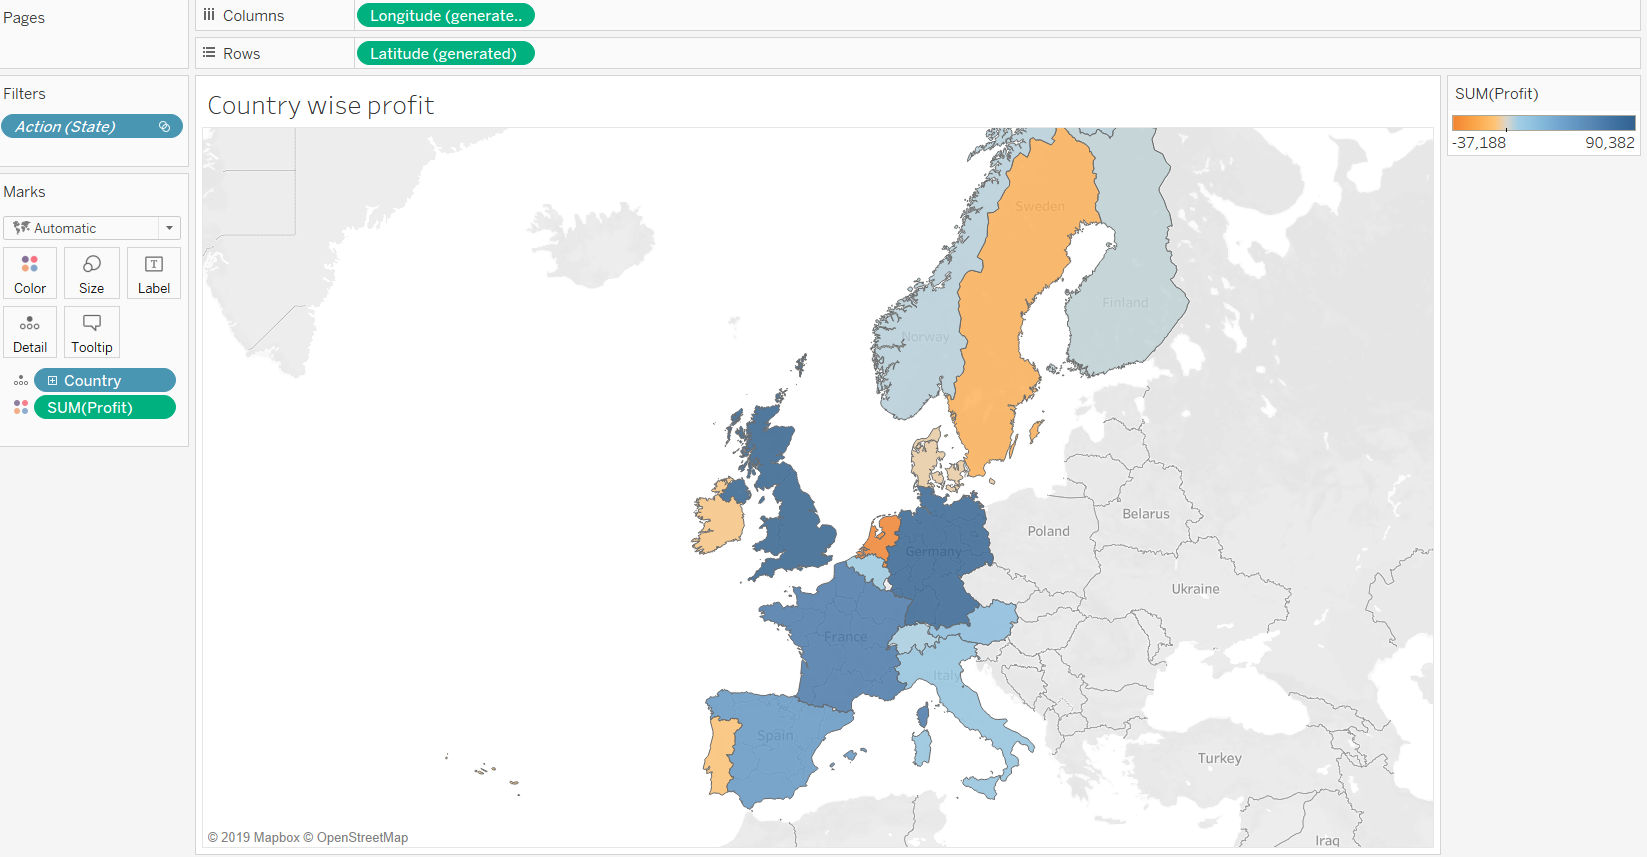 Pages
Columns
Longitude (generate..
Rows
Latitude (generated)
Filters
Action (State)
Marks
Automatic
Color
Size
Label
Detail
Tooltip
Country
SUM(Profit)
Country wise profit
Sweden
Finland
Norway
Belarus
Poland
Germany
Ukraine
France
Italy
Spain
Turkey
Iraq
© 2019 Mapbox © OpenStreetMap
SUM(Profit)
-37,188 90,382